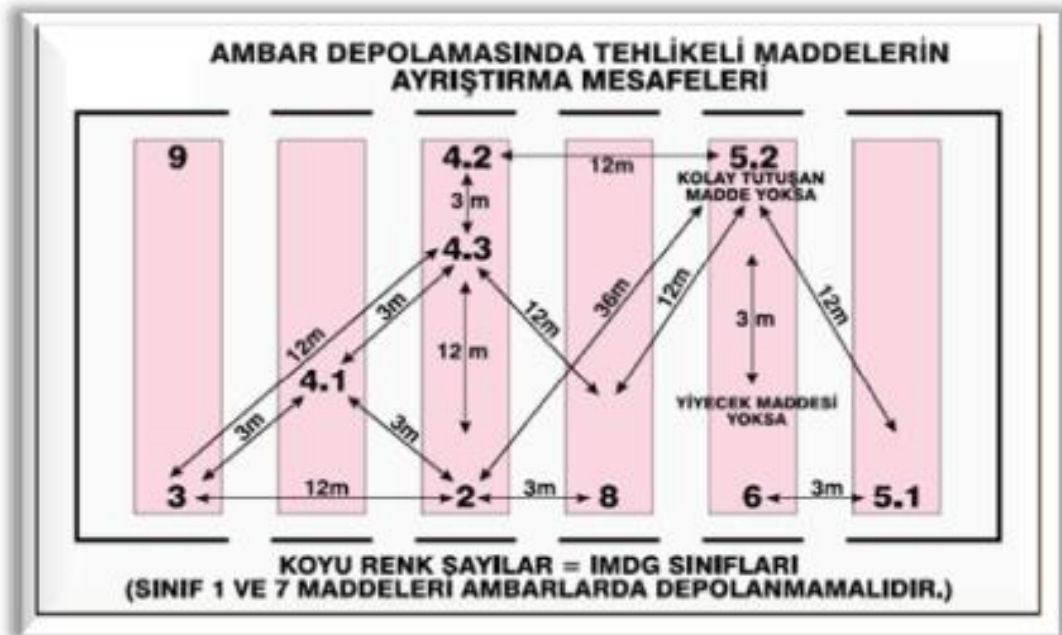 AMBAR DEPOLAMASINDA TEHLİKELİ MADDELERİN
AYRIŞTIRMA MESAFELERİ
9
4.2
12m
5.2
KOLAY TUTUŞAN
MADDE YOKSA
3 m
4.3
12m
3m
12 m
12m
36m
12m
3 m
12m
4.1
3m
3m
YİYECEK MADDESİ
YOKSA
3
12m
2
3m
8
6
3m
5.1
KOYU RENK SAYILAR = İMDG SINIFLARI
(SINIF 1 VE 7 MADDELERİ AMBARLARDA DEPOLANMAMALIDIR.)